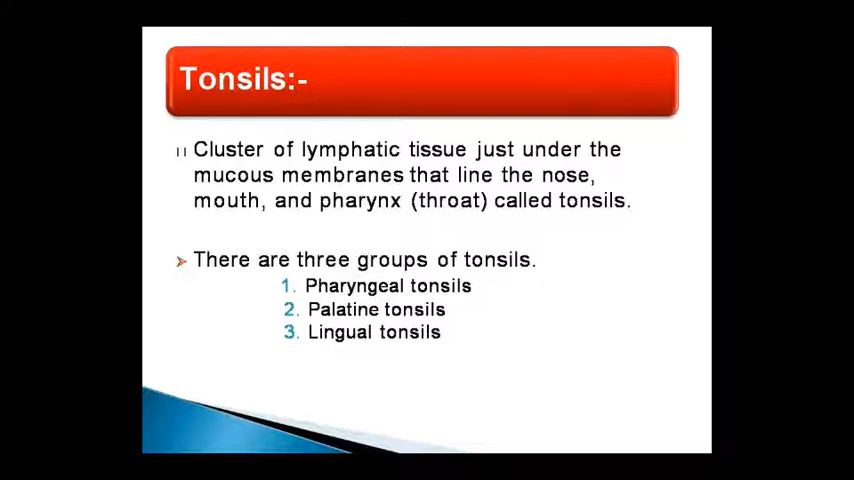 Tonsils:-
Cluster of lymphatic tissue just under the
mucous membranes that line the nose,
mouth, and pharynx (throat) called tonsils.
There are three groups of tonsils.
1. Pharyngeal tonsils
2. Palatine tonsils
3. Lingual tonsils